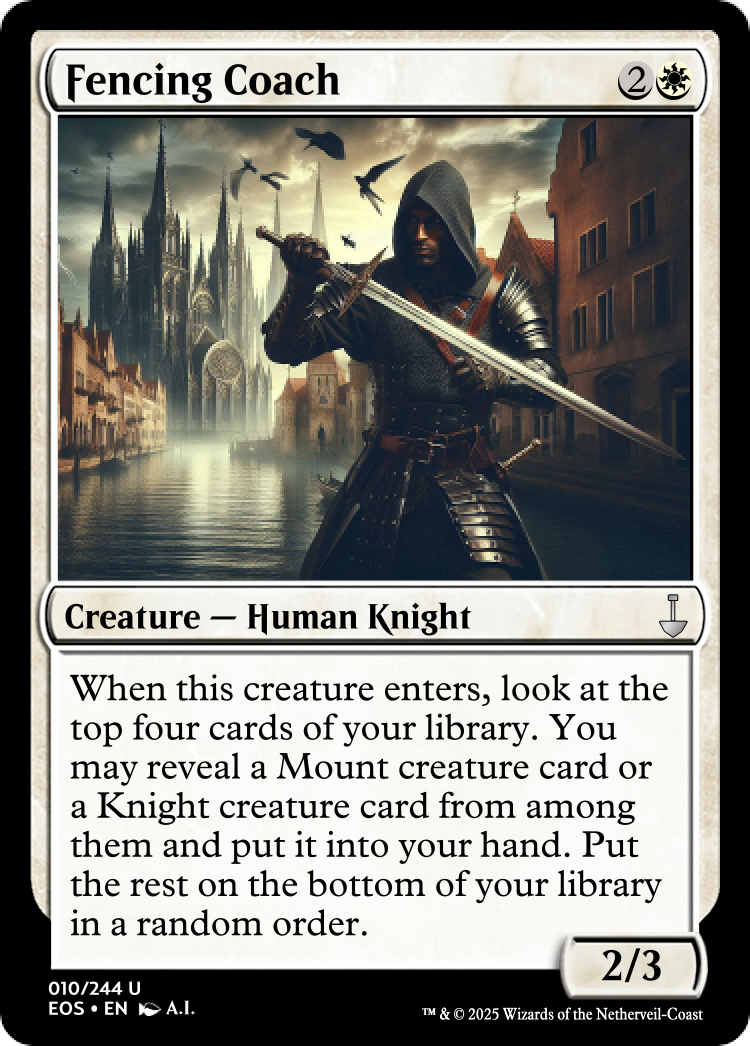 Fencing Coach 2
Creature — Human Knight
When this creature enters, look at the
top four cards of your library. You
may reveal a Mount creature card or
a Knight creature card from among
them and put it into your hand. Put
the rest on the bottom of your library
in a random order.
2/3
010/244 U
EOS • EN A.I.
™ & © 2025 Wizards of the Netherveil-Coast